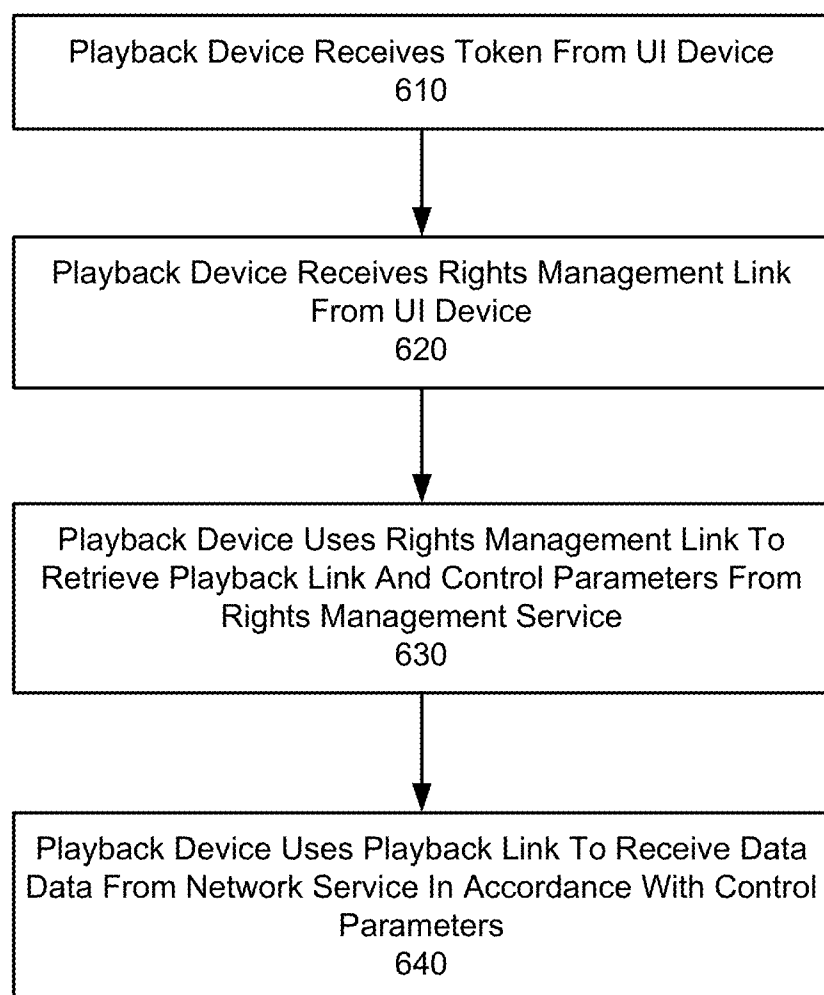 Playback Device Receives Token From UI Device
610
Playback Device Receives Rights Management Link
From UI Device
620
Playback Device Uses Rights Management Link To
Retrieve Playback Link And Control Parameters From
Rights Management Service
630
Playback Device Uses Playback Link To Receive Data
Data From Network Service In Accordance With Control
Parameters
640